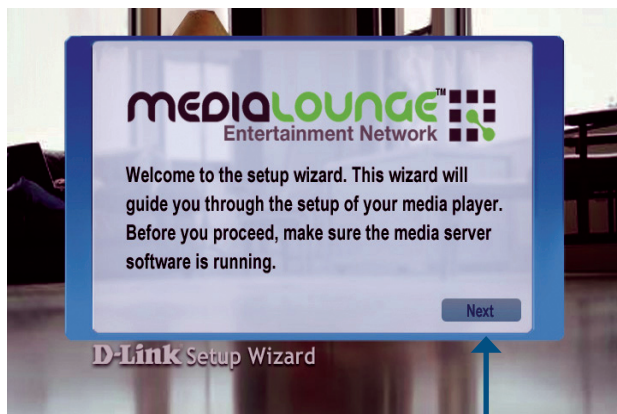 MEDIALOUNGE™
Entertainment Network
Welcome to the setup wizard. This wizard will
guide you through the setup of your media player.
Before you proceed, make sure the media server
software is running.
Next
D-Link Setup Wizard